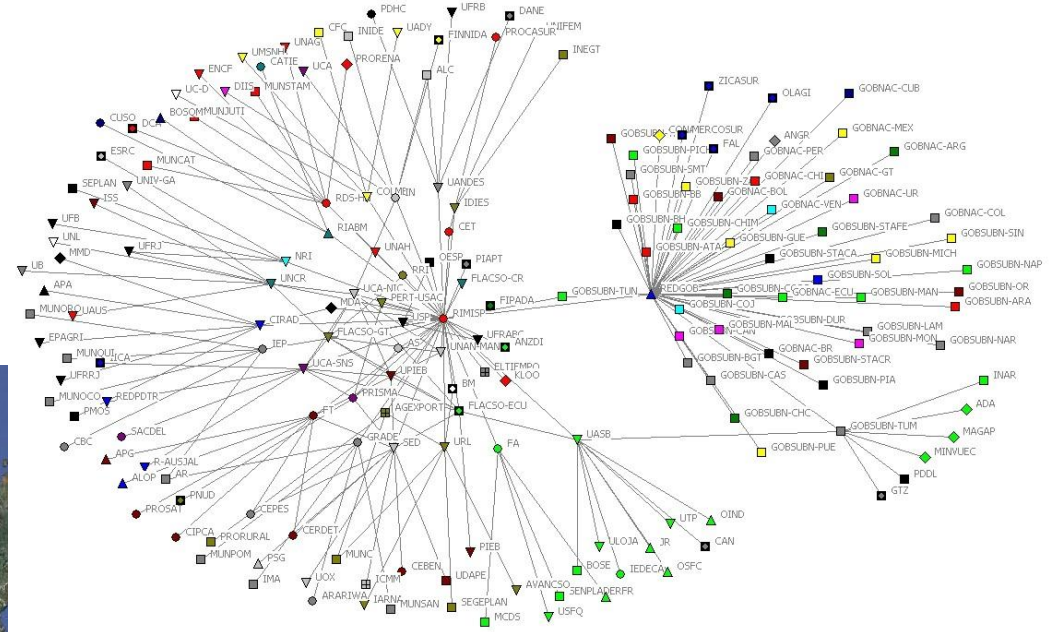 PDHC
UFRB
DANE
UNIFEM
CFC
INIDE
UADY
FINNIDA
PROCASUR
INEGT
UNAG
UMSNH
CATIE
UCA
PRORENA
ALC
ENCF
UC-D
DIIS
MUNSTAM
ZICASUR
OLAGI
GOBNAC-CUB
CUSO
DCA
MUNJUTI
MERCOSUR
ANGR
GOBNAC-MEX
FAL
GOBSUBN-PICH
GOBNAC-PER
GOBNAC-ARG
ESRC
MUNCAT
GOBSUBN-SMT
GOBNAC-CHI
GOBNAC-GT
SEPLAN
UNIV-GA
UANDES
GOBSUBN-BB
GOBNAC-BOL
GOBNAC-UR
ISS
IDIES
GOBNAC-VEN
GOBNAC-COL
UFB
RIABM
CET
GOBSUBN-BH
GOBSUBN-CHIM
GOBSUBN-STAFE
GOBSUBN-SIN
UNL
UFRJ
UNAH
GOBSUBN-GUE
GOBSUBN-ATA
GOBSUBN-STACA
GOBSUBN-MICH
MMD
NRI
OESP
PIAPT
UB
UNCR
RRI
FLACSO-CR
GOBSUBN-SOL
GOBSUBN-NAP
APA
UCA-NIC
PERT-USAC
FIPADA
GOBSUBN-TUN
REDGOB
GOBNAC-ECU
GOBSUBN-MAN
GOBSUBN-OR
GOBSUBN-ARA
UAUS
CIRAD
RIMISP
GOBSUBN-COJ
GOBSUBN-DUR
EPAGRI
FLACSO-GT
USP
UFRABC
GOBSUBN-MAL
GOBSUBN-LAM
MUNQUI
IICA
IEP
AS
UNAN-MAN
ANZDI
GOBNAC-BR
GOBSUBN-MON
GOBSUBN-NAR
UFRRJ
UCA-SNS
UPIEB
KLOO
GOBSUBN-BGT
GOBSUBN-STACR
MUNOCO
REDPDTR
PRISMA
BM
GOBSUBN-CAS
GOBSUBN-PIA
INAR
PMOS
FT
AGEXPORT
FLACSO-ECU
GOBSUBN-CHC
ADA
SACDEL
GRADE
SED
URL
FA
UASB
GOBSUBN-TUM
MAGAP
CBC
APG
R-AUSJAL
GOBSUBN-PUE
MINVUEC
ALOP
AR
PDDL
PNUD
GTZ
PROSAT
CEPES
UTP
OIND
CIPCA
PRORURAL
CERDET
PIEB
ULOJA
JR
CAN
MUNPOM
PSG
MUNC
CEBEN
BOSE
IEDECA
OSFC
IMA
UOX
ICMM
UDAPE
AVANCSO
ARARIWA
IARNA
MUNSAN
SEGEPLAN
SENPLADER
FR
MCDS
USFQ